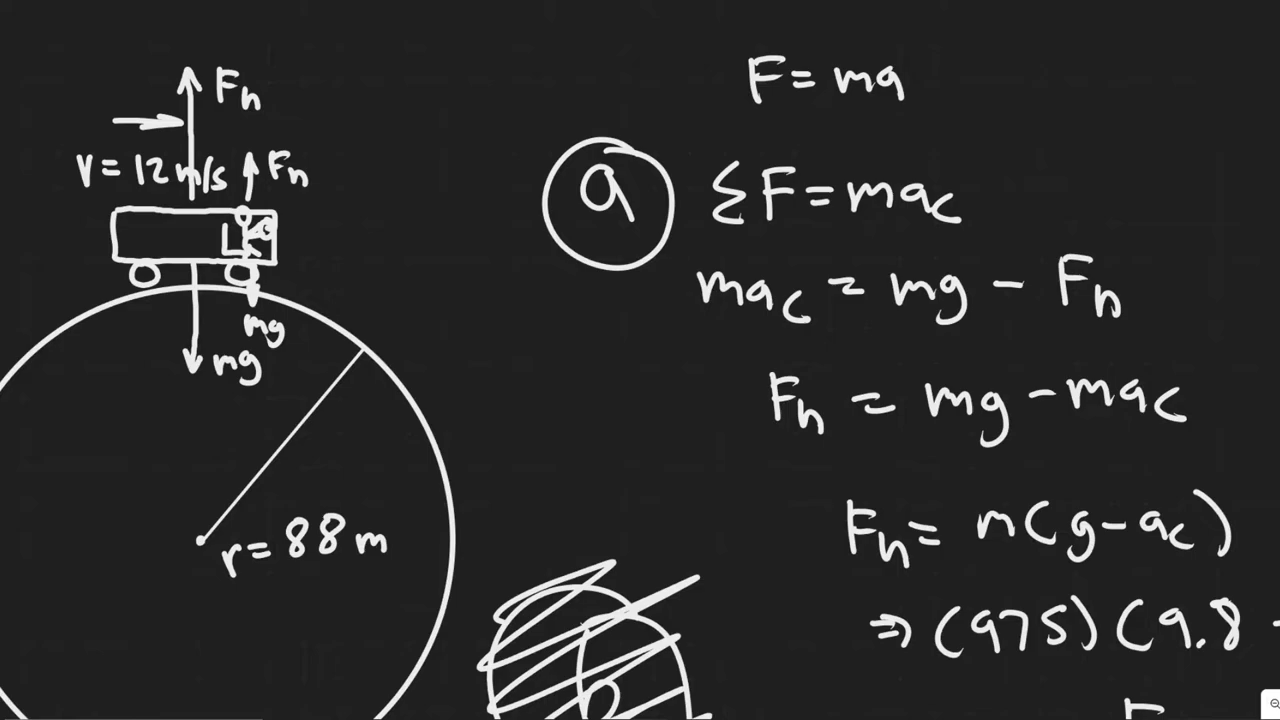 Fn
v = 12 m/s
Fn
mg
mg
r = 88 m
F = ma
a
ΣF = mac
mac = mg - Fn
Fn = mg - mac
Fn = m(g - ac)
⇒ (975)(9.8 -